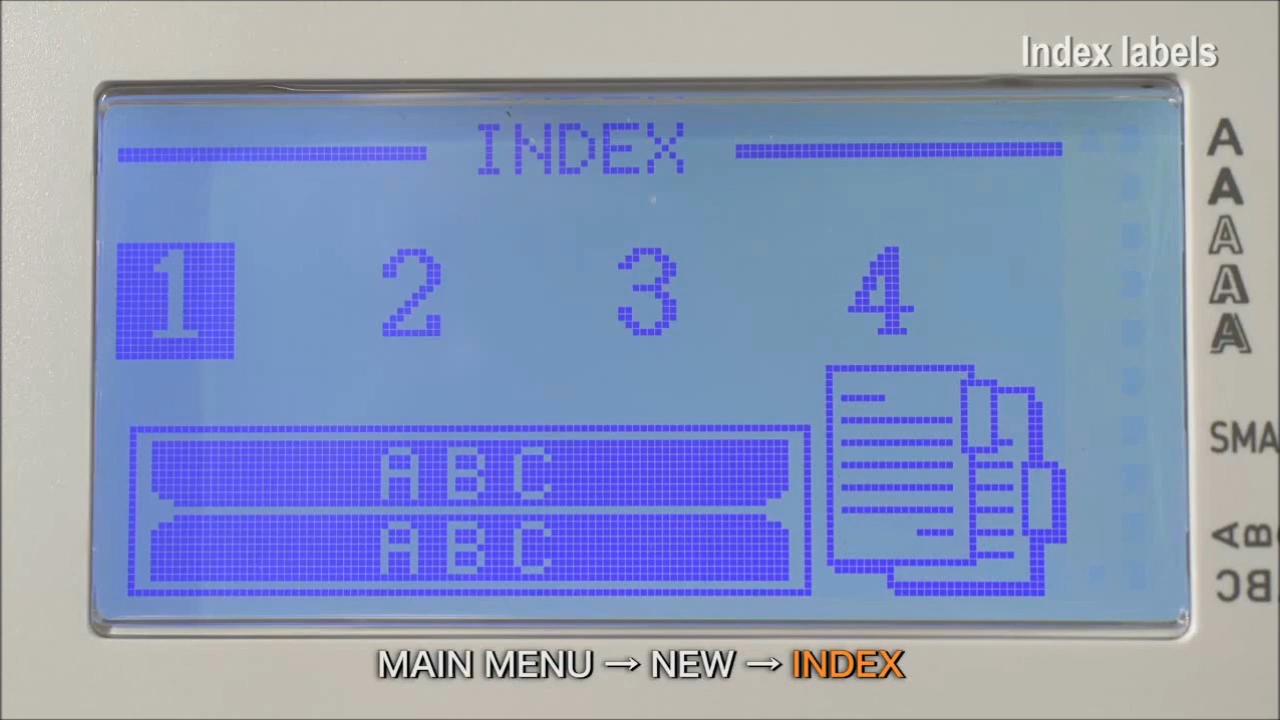 Index labels
INDEX
1 2 3 4
ABC
ABC
A
A
A
A
A
SMA
AB
BC
MAIN MENU → NEW → INDEX